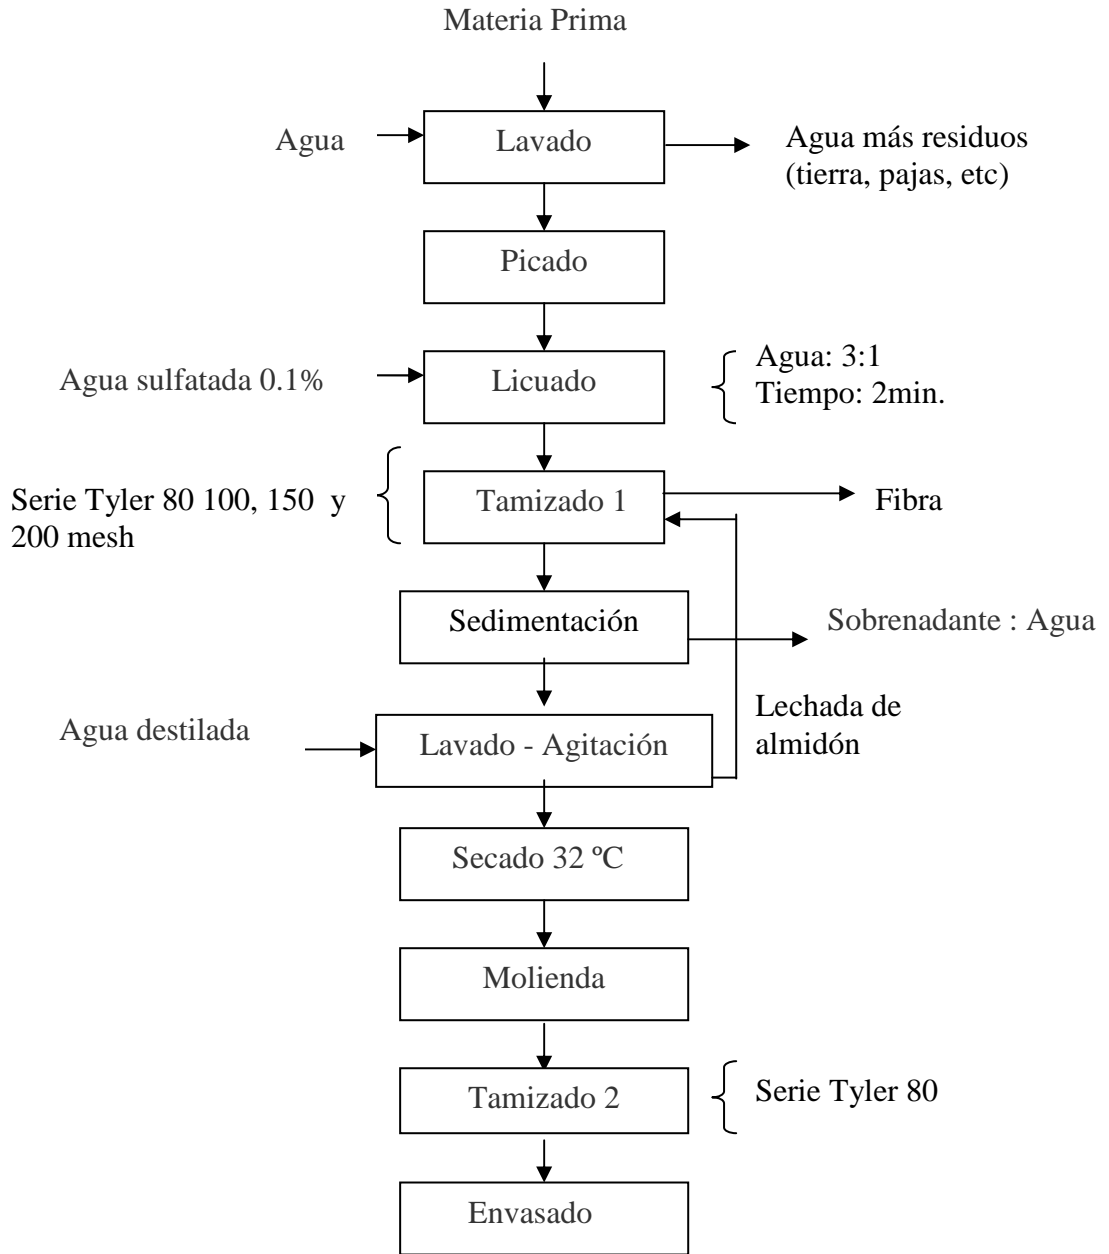 Materia Prima
Agua
Lavado
Agua más residuos
(tierra, pajas, etc)
Picado
Agua sulfatada 0.1%
Licuado
Agua: 3:1
Tiempo: 2min.
Serie Tyler 80 100, 150 y
200 mesh
Tamizado 1
Fibra
Sedimentación
Sobrenadante : Agua
Agua destilada
Lavado - Agitación
Lechada de
almidón
Secado 32 ºC
Molienda
Tamizado 2
Serie Tyler 80
Envasado